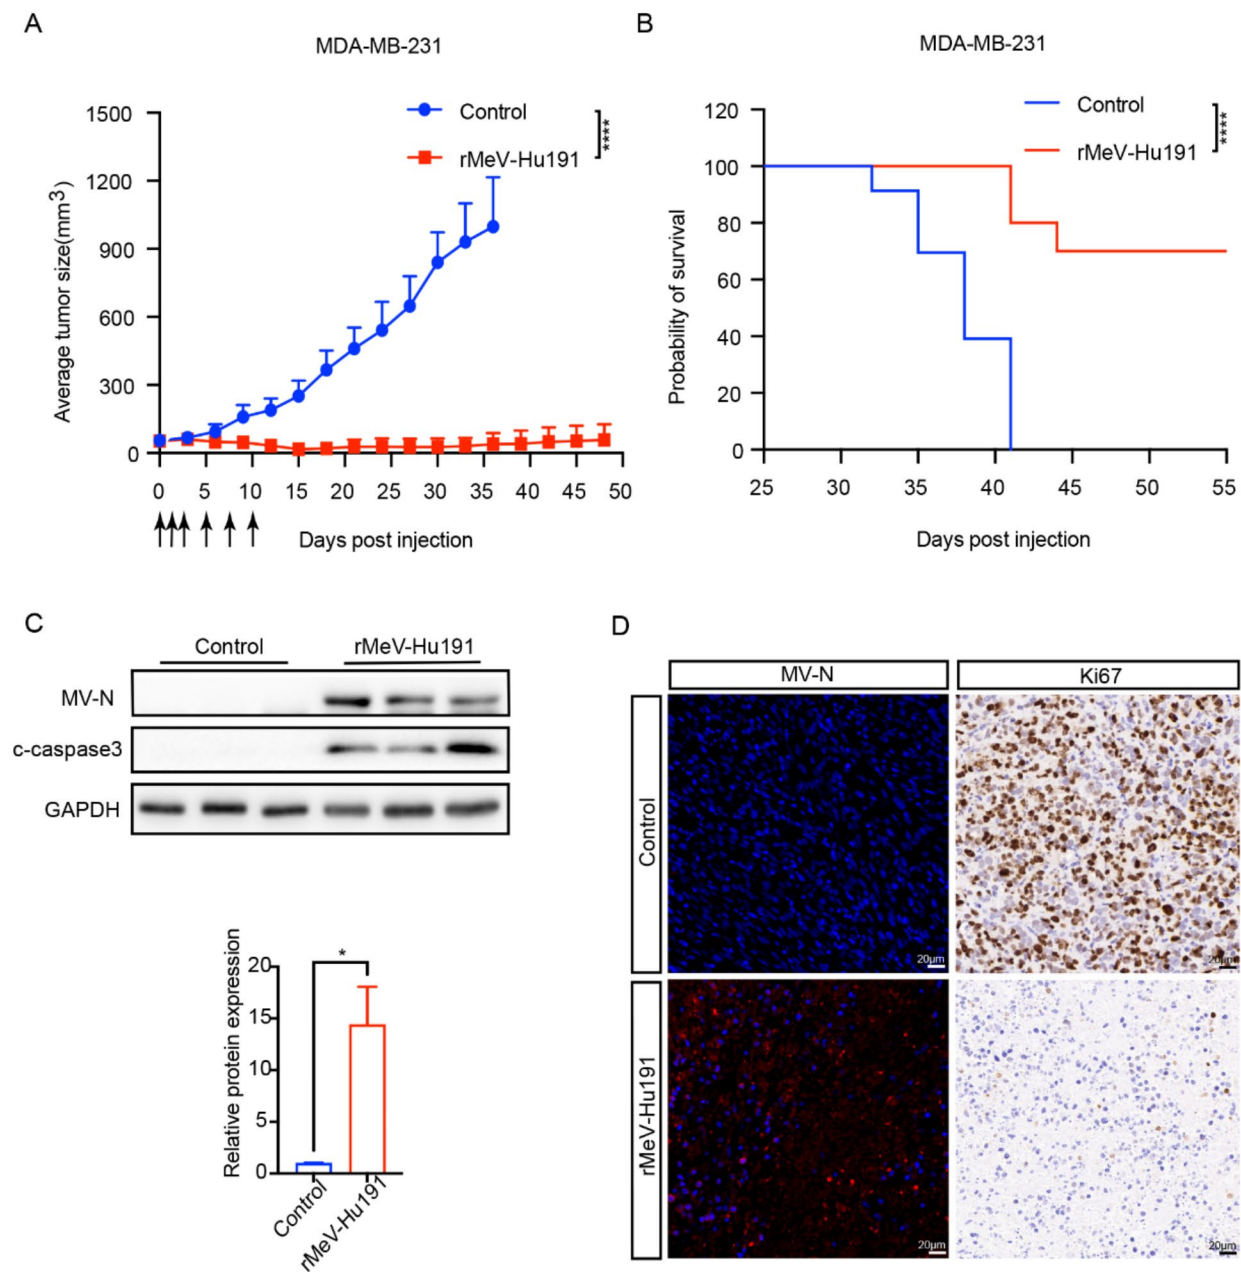 A
MDA-MB-231
1500
1200
900
600
300
0
Average tumor size(mm3)
Control
rMeV-Hu191
****
0 5 10 15 20 25 30 35 40 45 50
Days post injection
B
MDA-MB-231
120
100
80
60
40
20
0
Probability of survival
Control
rMeV-Hu191
****
25 30 35 40 45 50 55
Days post injection
C
Control rMeV-Hu191
MV-N
c-caspase3
GAPDH
Relative protein expression
20
15
10
5
0
*
Control
rMeV-Hu191
D
MV-N Ki67
Control
20μm 20μm
rMeV-Hu191
20μm 20μm